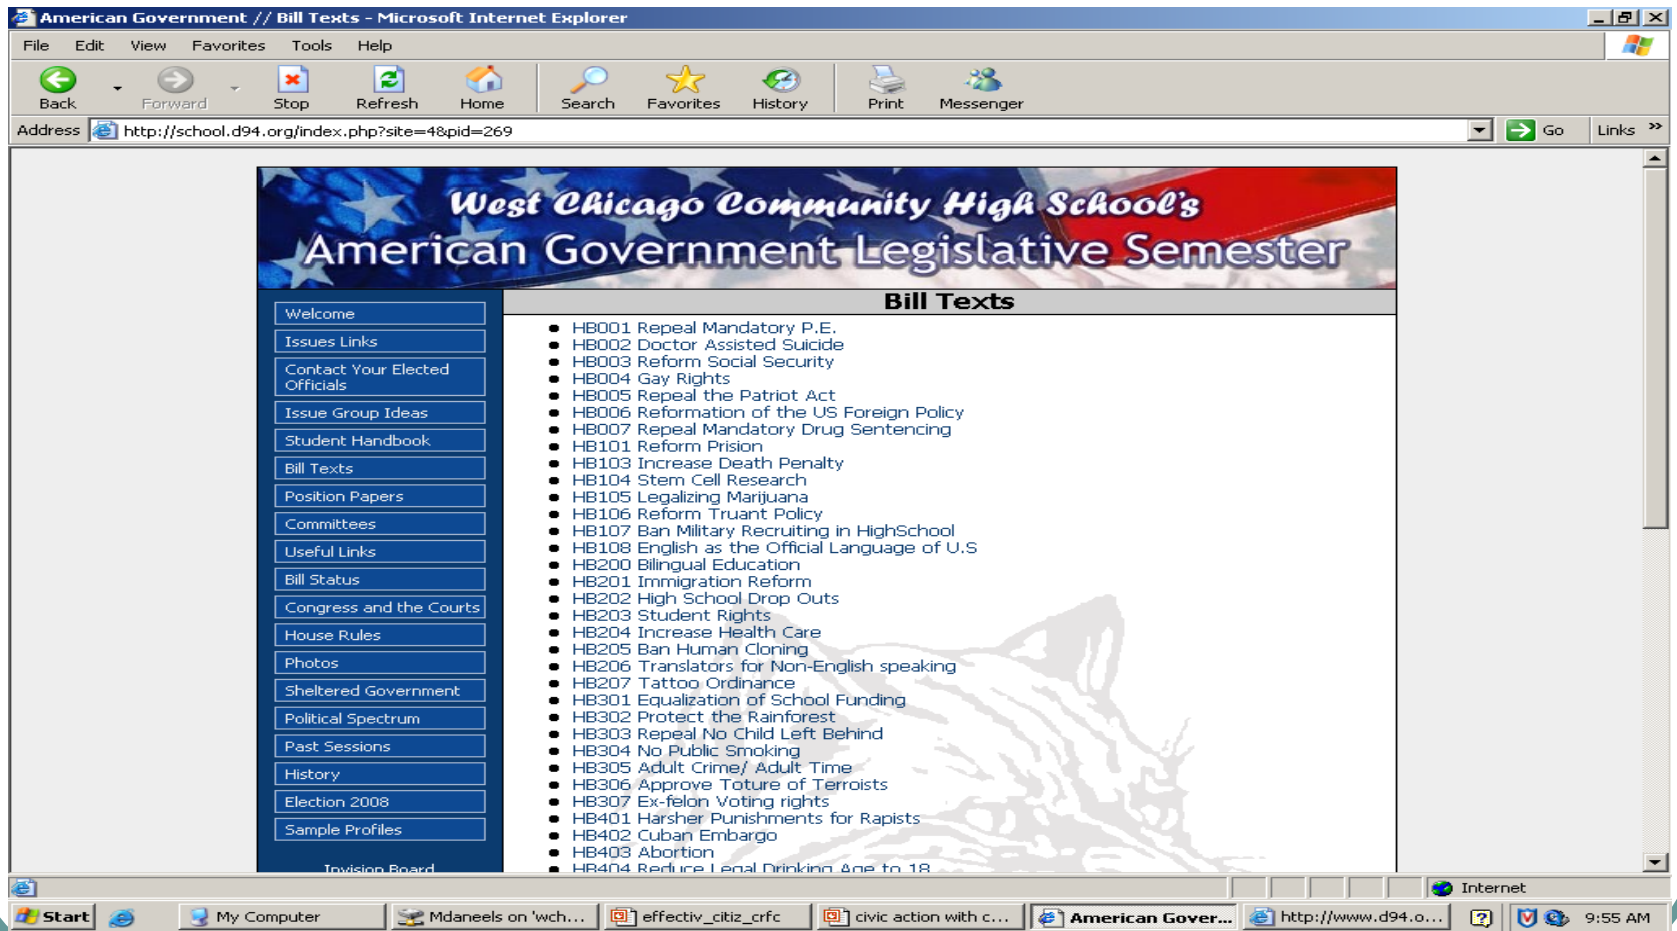 American Government // Bill Texts - Microsoft Internet Explorer
File Edit View Favorites Tools Help
Back Forward Stop Refresh Home Search Favorites History Print Messenger
Address http://school.d94.org/index.php?site=4&pid=269 Go Links »
West Chicago Community High School's
American Government Legislative Semester
Welcome
Issues Links
Contact Your Elected
Officials
Issue Group Ideas
Student Handbook
Bill Texts
Position Papers
Committees
Useful Links
Bill Status
Congress and the Courts
House Rules
Photos
Sheltered Government
Political Spectrum
Past Sessions
History
Election 2008
Sample Profiles
Invision Board
Bill Texts
HB001 Repeal Mandatory P.E.
HB002 Doctor Assisted Suicide
HB003 Reform Social Security
HB004 Gay Rights
HB005 Repeal the Patriot Act
HB006 Reformation of the US Foreign Policy
HB007 Repeal Mandatory Drug Sentencing
HB101 Reform Prision
HB103 Increase Death Penalty
HB104 Stem Cell Research
HB105 Legalizing Marijuana
HB106 Reform Truant Policy
HB107 Ban Military Recruiting in HighSchool
HB108 English as the Official Language of U.S
HB200 Bilingual Education
HB201 Immigration Reform
HB202 High School Drop Outs
HB203 Student Rights
HB204 Increase Health Care
HB205 Ban Human Cloning
HB206 Translators for Non-English speaking
HB207 Tattoo Ordinance
HB301 Equalization of School Funding
HB302 Protect the Rainforest
HB303 Repeal No Child Left Behind
HB304 No Public Smoking
HB305 Adult Crime/ Adult Time
HB306 Approve Toture of Terroists
HB307 Ex-felon Voting rights
HB401 Harsher Punishments for Rapists
HB402 Cuban Embargo
HB403 Abortion
HB404 Reduce Legal Drinking Age to 18
Internet
Start My Computer Mdaneels on 'wch... effectiv_citiz_crfc civic action with c... American Gover... http://www.d94.o... 9:55 AM